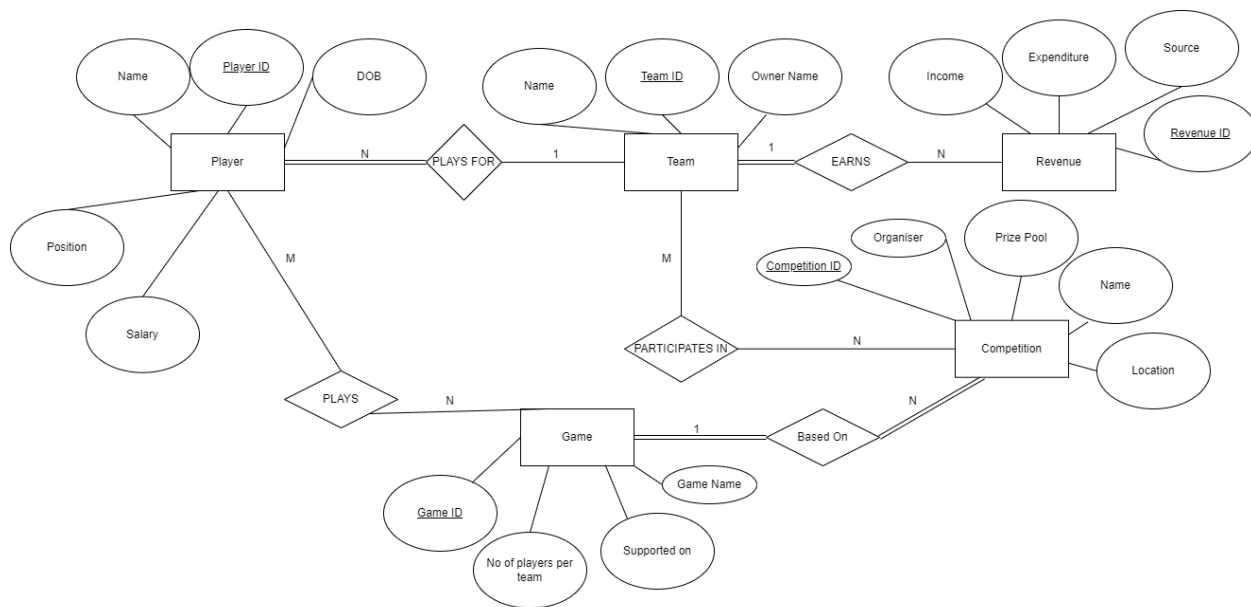 Source
Expenditure
Name
Player ID
DOB
Name
Team ID
Owner Name
Income
Revenue ID
Player
N
PLAYS FOR
1
Team
1
EARNS
N
Revenue
Position
M
M
Organiser
Prize Pool
Competition ID
Name
Salary
PARTICIPATES IN
N
Competition
Location
PLAYS
N
N
Game
1
Based On
Game Name
Game ID
No of players per
team
Supported on